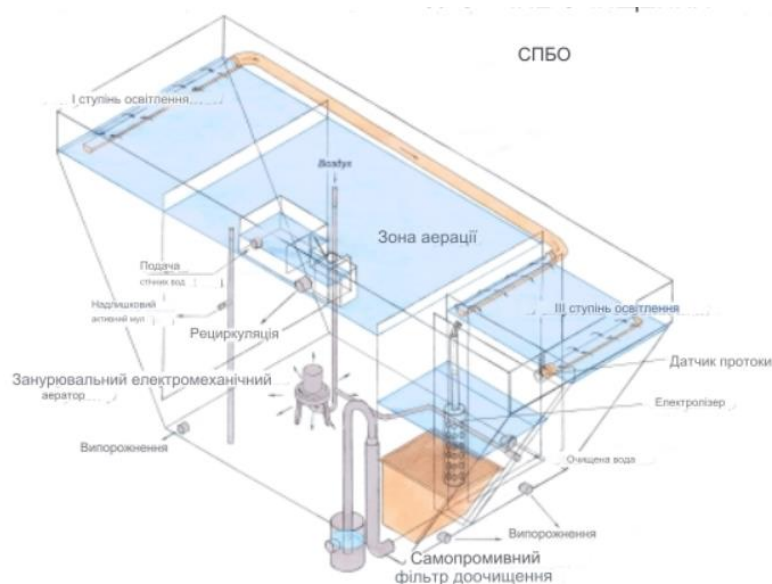 СПБО
І ступінь освітлення
Воздух
Зона аерації
Подача
стічних вод
Надлишковий
активний мул
Рециркуляція
ІІІ ступінь освітлення
Датчик протоки
Занурювальний електромеханічний
аератор
Електролізер
Випорожнення
Очищена вода
Випорожнення
Самопромивний
фільтр доочищення